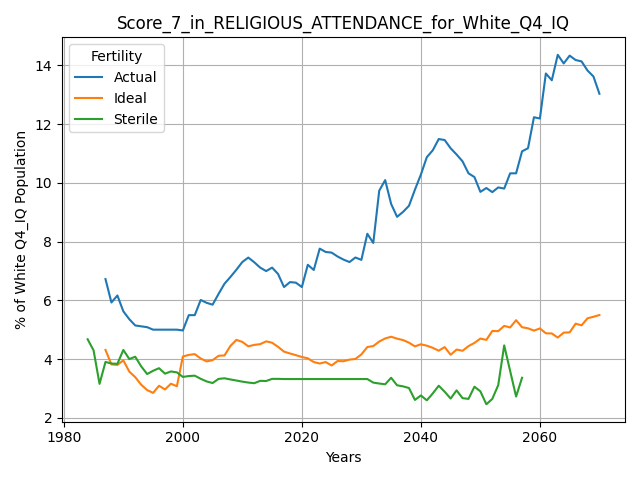 Score_7_in_RELIGIOUS_ATTENDANCE_for_White_Q4_IQ
Fertility
Actual
Ideal
Sterile
% of White Q4_IQ Population
14
12
10
8
6
4
2
1980
2000
2020
2040
2060
Years